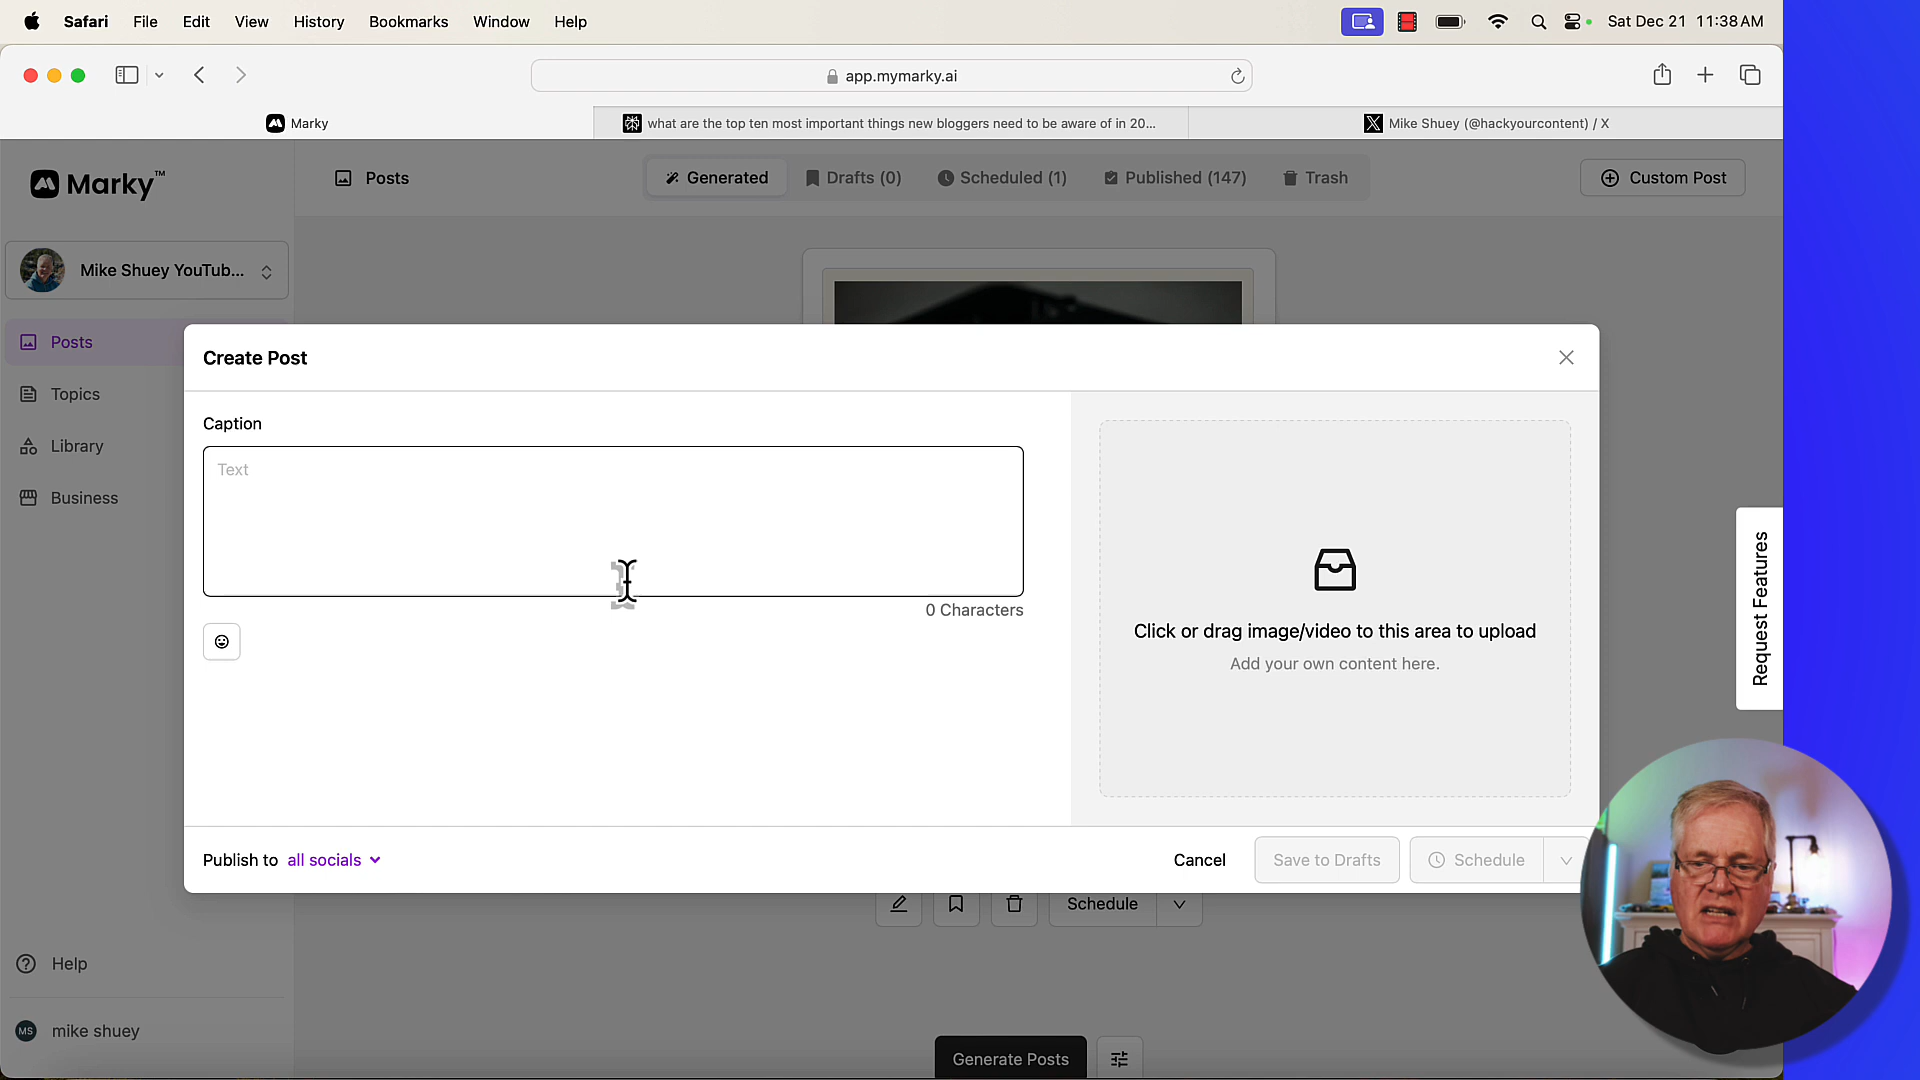 Safari File Edit View History Bookmarks Window Help Sat Dec 21 11:38 AM
app.mymarky.ai
Marky
what are the top ten most important things new bloggers need to be aware of in 20...
Mike Shuey (@hackyourcontent) / X
Marky™
Posts
Generated
Drafts (0)
Scheduled (1)
Published (147)
Trash
Custom Post
Mike Shuey YouTub...
Posts
Topics
Library
Business
Create Post
Caption
Text
0 Characters
Click or drag image/video to this area to upload
Add your own content here.
Request Features
Publish to all socials
Cancel
Save to Drafts
Schedule
Schedule
Help
MS mike shuey
Generate Posts